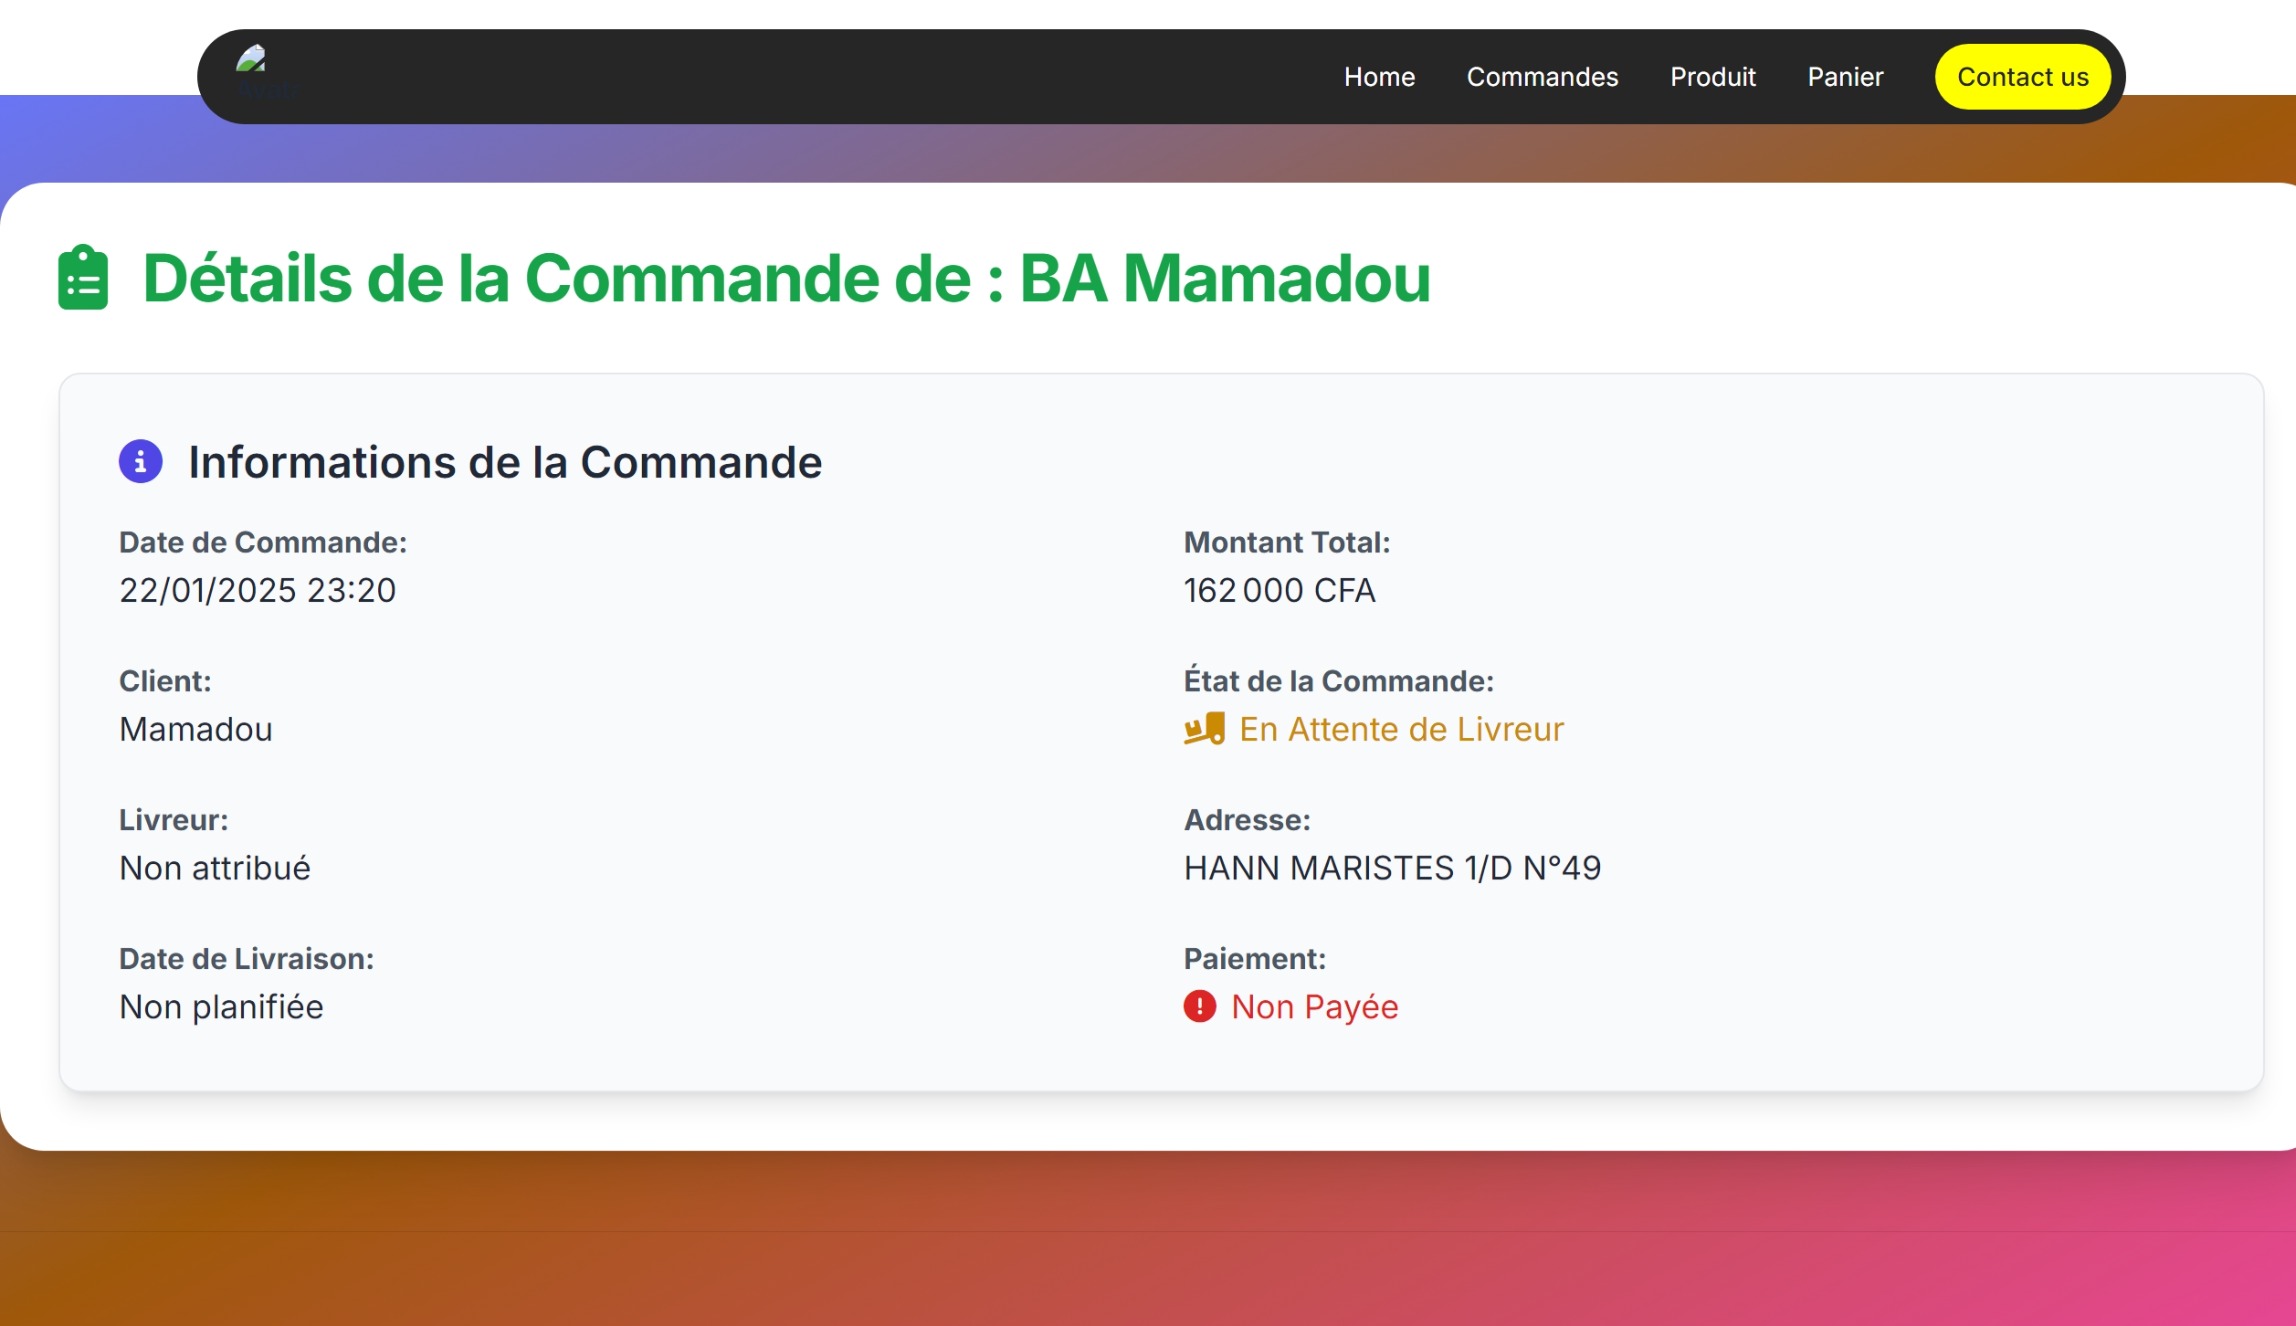 Home Commandes Produit Panier Contact us
Détails de la Commande de : BA Mamadou
Informations de la Commande
Date de Commande:
22/01/2025 23:20
Montant Total:
162 000 CFA
Client:
Mamadou
État de la Commande:
En Attente de Livreur
Livreur:
Non attribué
Adresse:
HANN MARISTES 1/D N°49
Date de Livraison:
Non planifiée
Paiement:
Non Payée